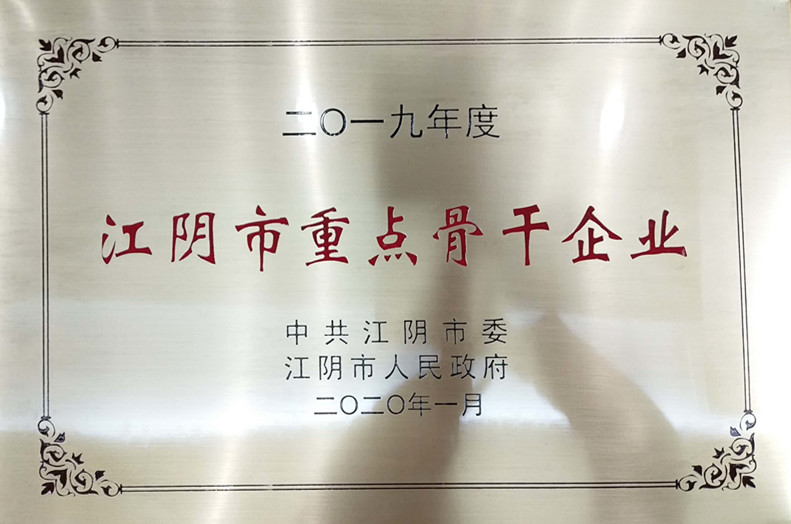 二〇一九年度
江阴市重点骨干企业
中共江阴市委
江阴市人民政府
二〇二〇年一月